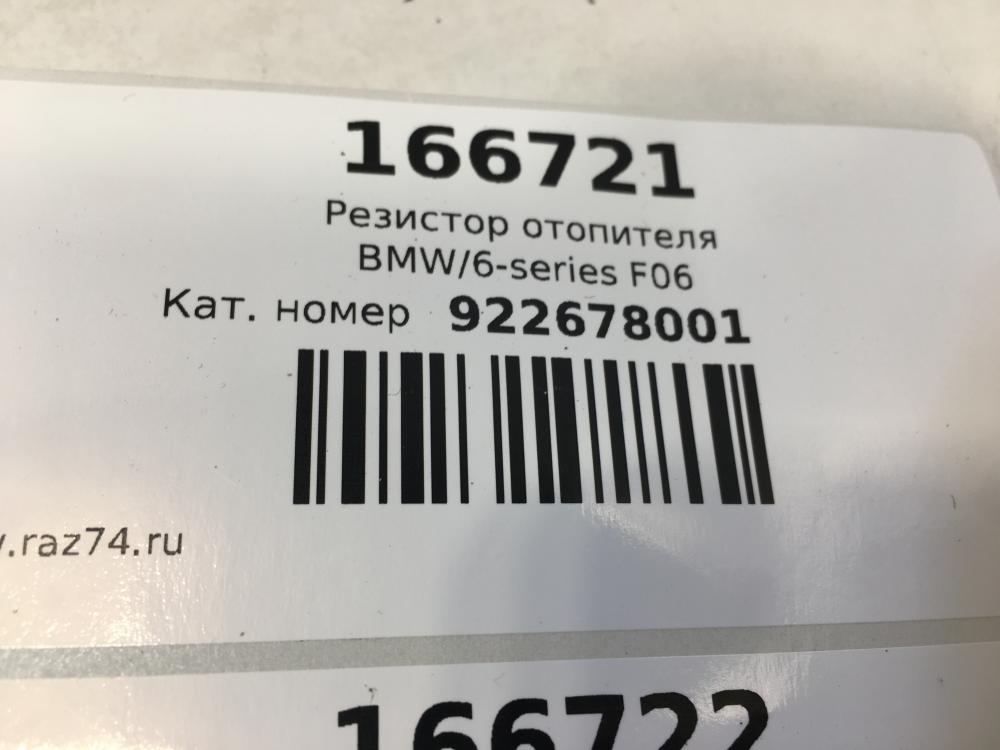 166721
Резистор отопителя
BMW/6-series F06
Кат. номер 922678001
.raz74.ru
166722